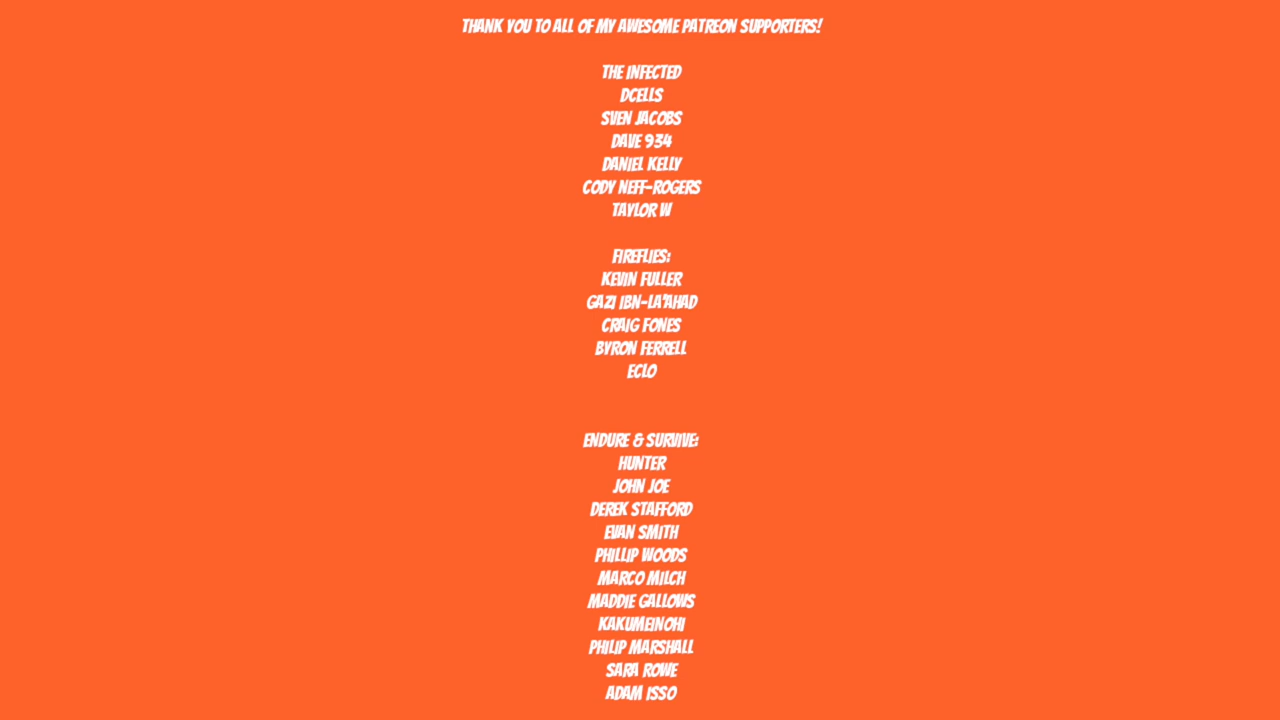 THANK YOU TO ALL OF MY AWESOME PATREON SUPPORTERS!
THE INFECTED
DCELLS
SVEN JACOBS
DAVE 934
DANIEL KELLY
CODY NEFF-ROGERS
TAYLOR W
FIREFLIES:
KEVIN FULLER
GAZI IBN-LA'AHAD
CRAIG FONES
BYRON FERRELL
ECLO
ENDURE & SURVIVE:
HUNTER
JOHN JOE
DEREK STAFFORD
EVAN SMITH
PHILLIP WOODS
MARCO MILCH
MADDIE GALLOWS
KAKUMEINOHI
PHILIP MARSHALL
SARA ROWE
ADAM ISSO